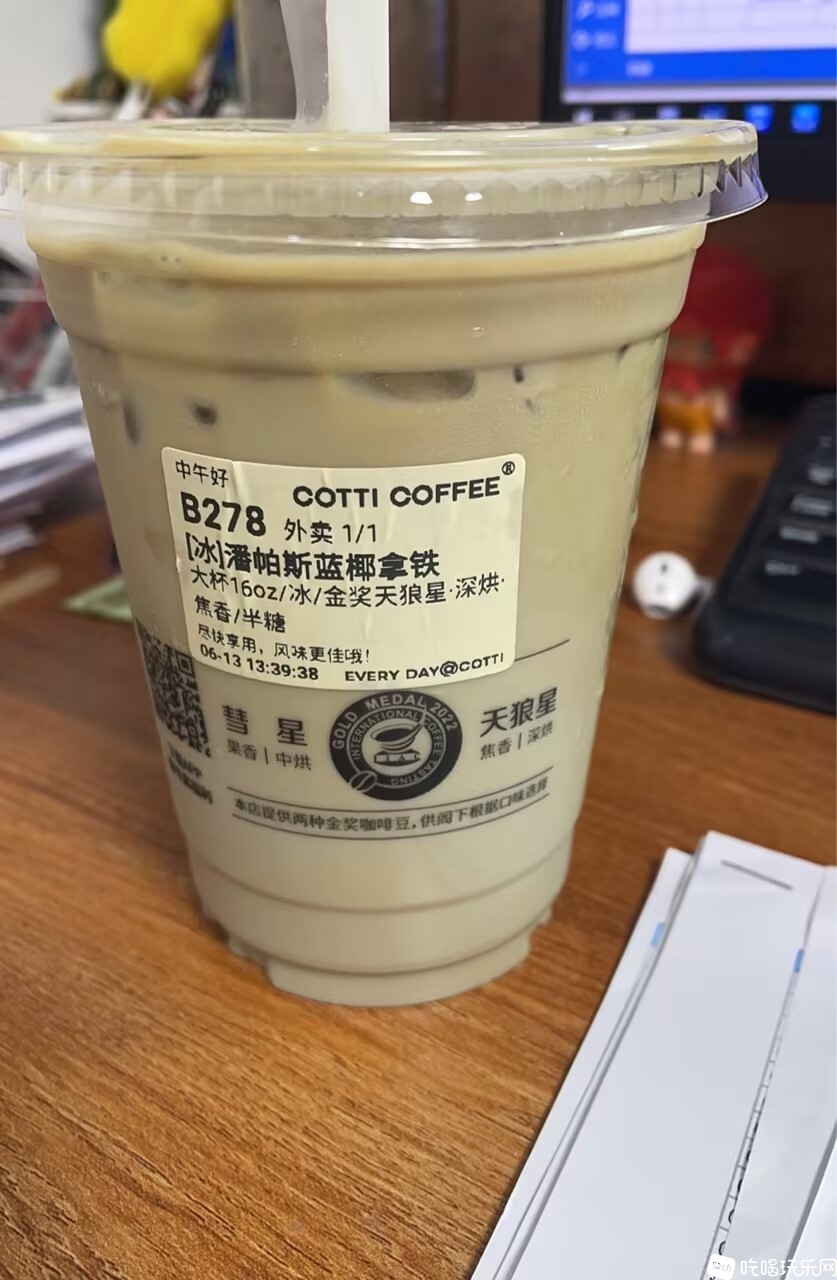 中午好
COTTI COFFEE®
B278 外卖 1/1
[冰]潘帕斯蓝椰拿铁
大杯16oz/冰/金奖天狼星·深烘·
焦香/半糖
尽快享用，风味更佳哦！
06-13 13:39:38 EVERY DAY@COTTI
彗星
果香 | 中烘
GOLD MEDAL 2022
INTERNATIONAL COFFEE TASTING
天狼星
焦香 | 深烘
本店提供两种金奖咖啡豆，供阁下根据口味选择
吃喝玩乐网